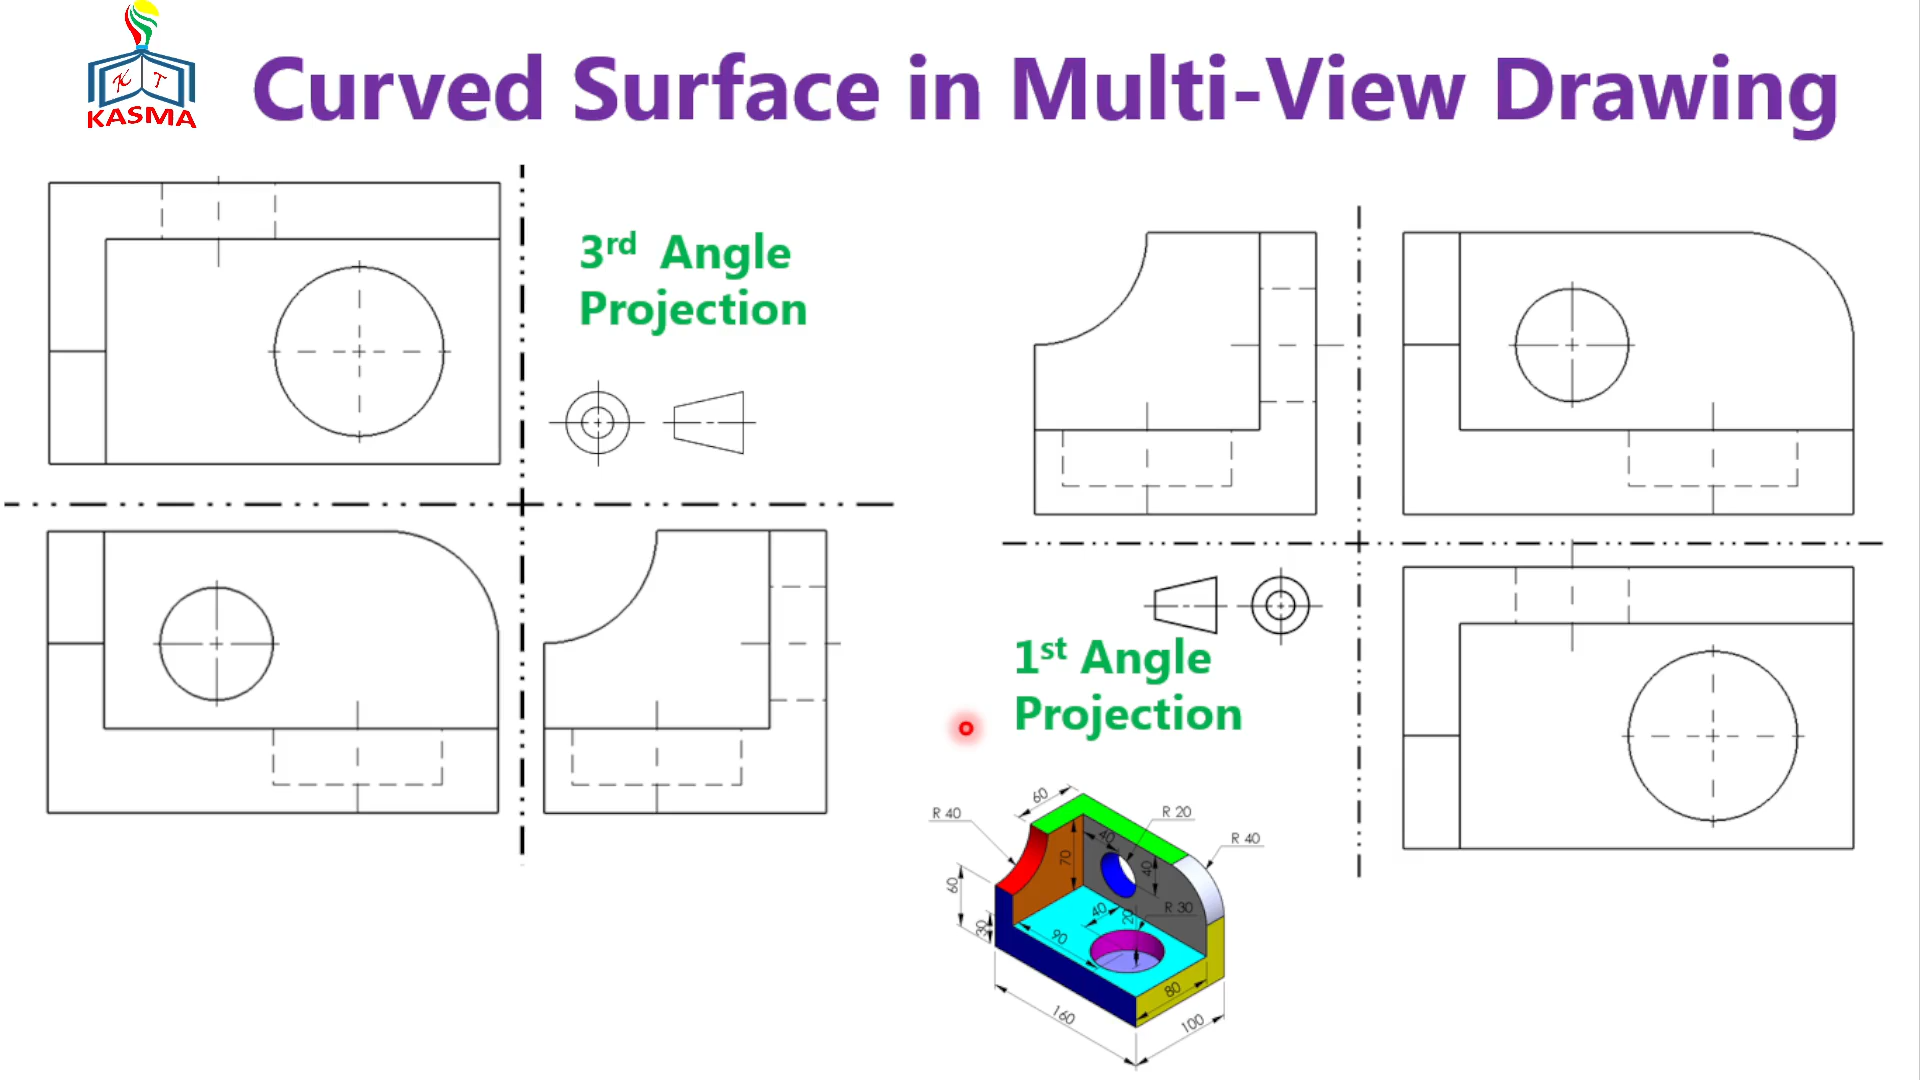 K T
KASMA
Curved Surface in Multi-View Drawing
3rd Angle
Projection
1st Angle
Projection
60
R 40
R 20
R 40
40
70
40
60
30
40
20
R 30
90
80
160
100